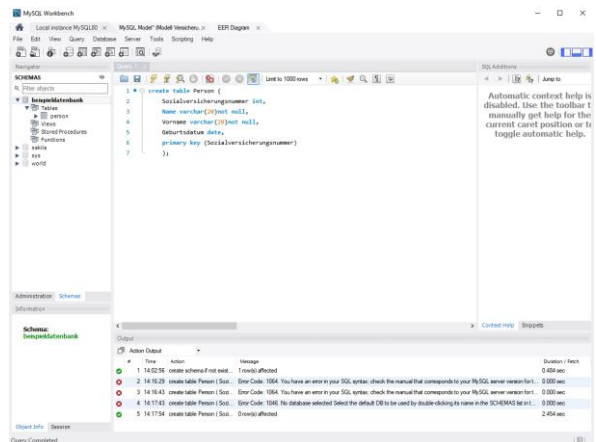 MySQL Workbench
Local instance MySQL80 × MySQL Model* (Modell Versicheru... × EER Diagram ×
File Edit View Query Database Server Tools Scripting Help
Navigator
SCHEMAS
Filter objects
beispieldatenbank
Tables
person
Views
Stored Procedures
Functions
sakila
sys
world
Administration Schemas
Information
Schema:
beispieldatenbank
Object Info Session
Query Completed
Query 1 ×
Limit to 1000 rows
1 create table Person (
2 Sozialversicherungsnummer int,
3 Name varchar(20)not null,
4 Vorname varchar(20)not null,
5 Geburtsdatum date,
6 primary key (Sozialversicherungsnummer)
7 );
SQL Additions
Jump to
Automatic context help is
disabled. Use the toolbar t
manually get help for the
current caret position or to
toggle automatic help.
Context Help Snippets
Output
Action Output
# Time Action Message Duration / Fetch
1 14:02:56 create schema if not exist... 1 row(s) affected 0.484 sec
2 14:16:29 create table Person ( Sozi... Error Code: 1064. You have an error in your SQL syntax; check the manual that corresponds to your MySQL server version for t... 0.000 sec
3 14:16:43 create table Person ( Sozi... Error Code: 1064. You have an error in your SQL syntax; check the manual that corresponds to your MySQL server version for t... 0.000 sec
4 14:17:43 create table Person ( Sozi... Error Code: 1046. No database selected Select the default DB to be used by double-clicking its name in the SCHEMAS list in t... 0.000 sec
5 14:17:54 create table Person ( Sozi... 0 row(s) affected 2.454 sec